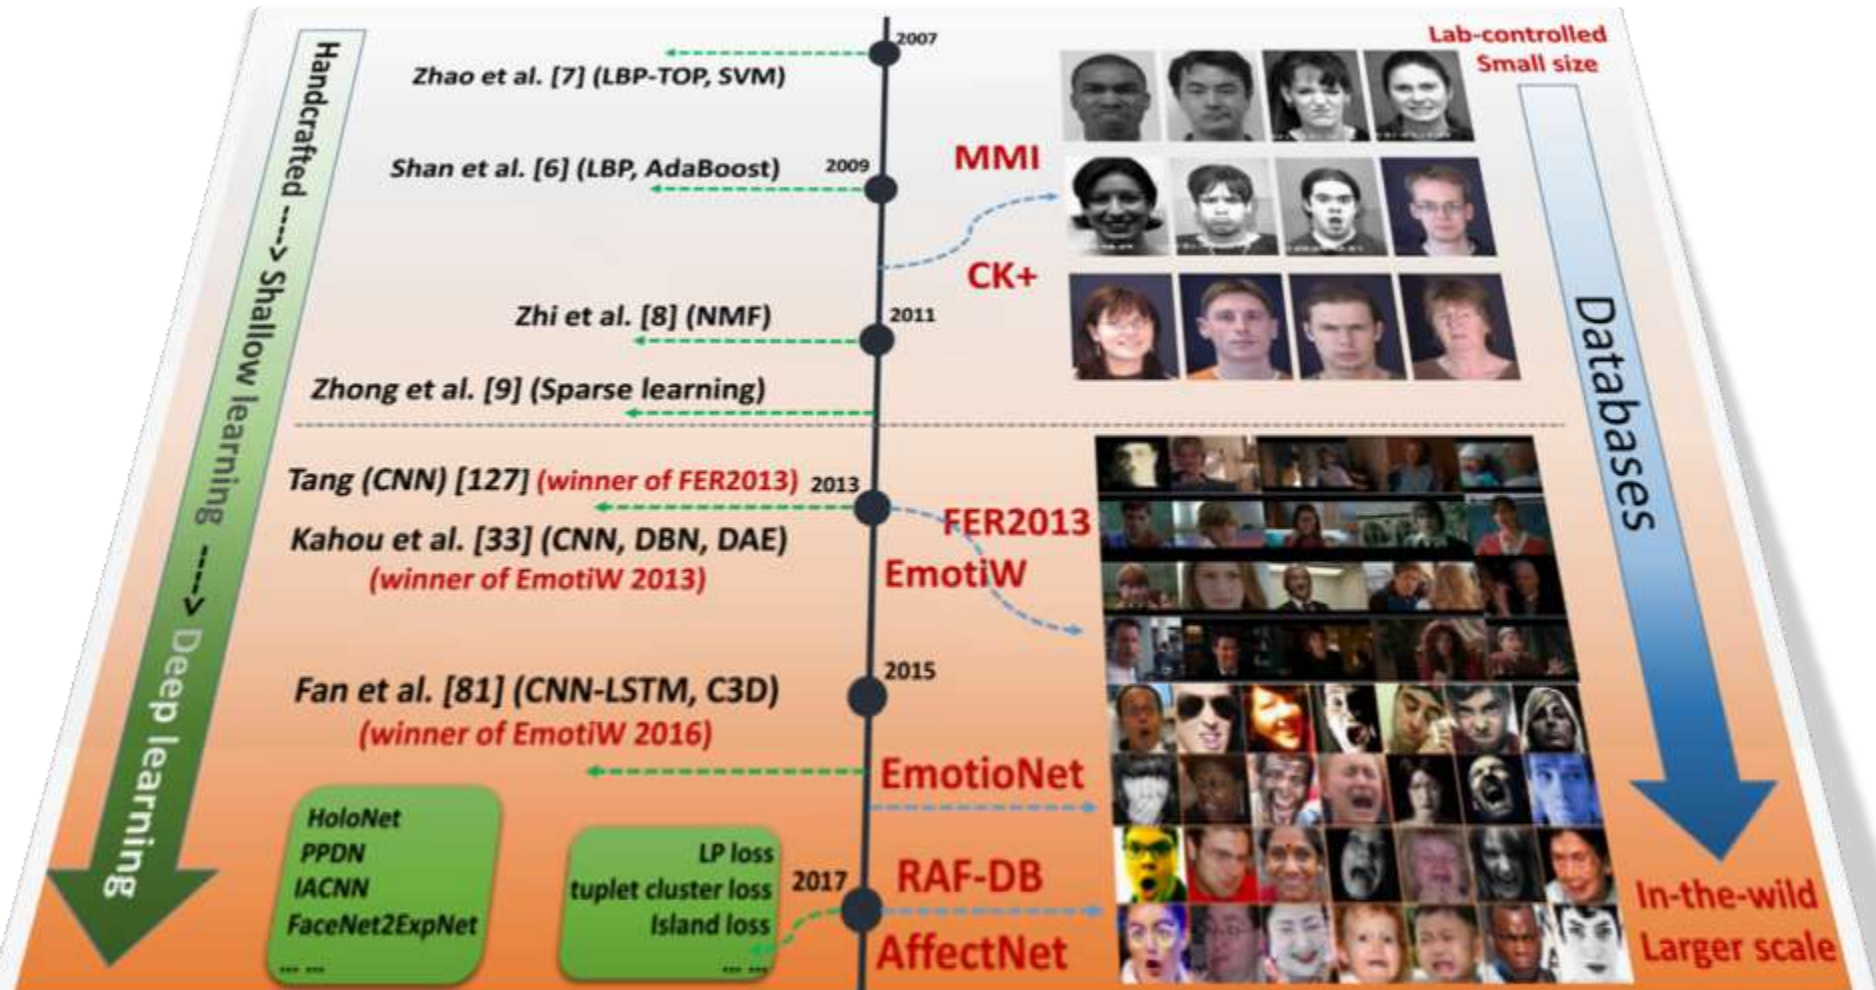 Handcrafted ----> Shallow learning ----> Deep learning
2007
Zhao et al. [7] (LBP-TOP, SVM)
Shan et al. [6] (LBP, AdaBoost)
2009
Zhi et al. [8] (NMF)
2011
Zhong et al. [9] (Sparse learning)
Tang (CNN) [127] (winner of FER2013)
2013
Kahou et al. [33] (CNN, DBN, DAE)
(winner of EmotiW 2013)
2015
Fan et al. [81] (CNN-LSTM, C3D)
(winner of EmotiW 2016)
HoloNet
PPDN
IACNN
FaceNet2ExpNet
... ...
LP loss
tuplet cluster loss
Island loss
... ...
2017
MMI
CK+
FER2013
EmotiW
EmotioNet
RAF-DB
AffectNet
Lab-controlled
Small size
Databases
In-the-wild
Larger scale